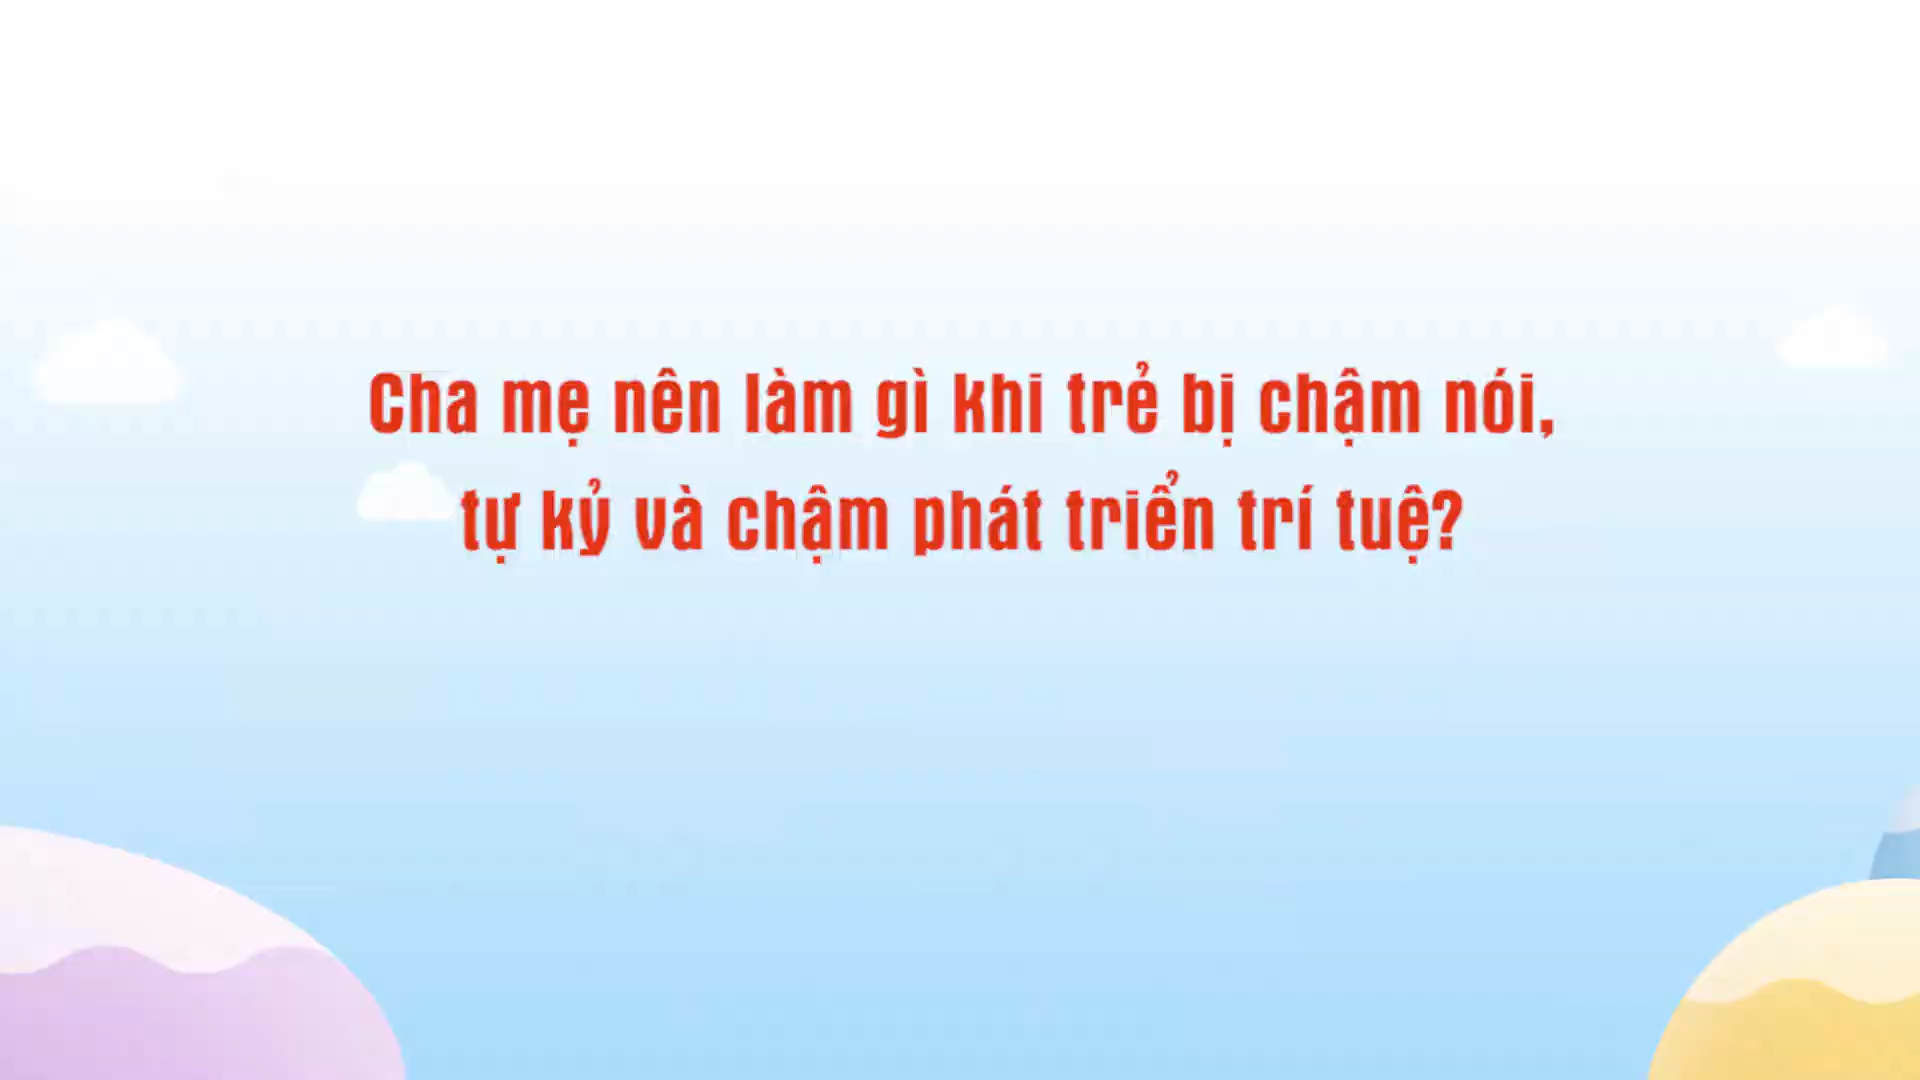 Cha mẹ nên làm gì khi trẻ bị chậm nói,
tự kỷ và chậm phát triển trí tuệ?